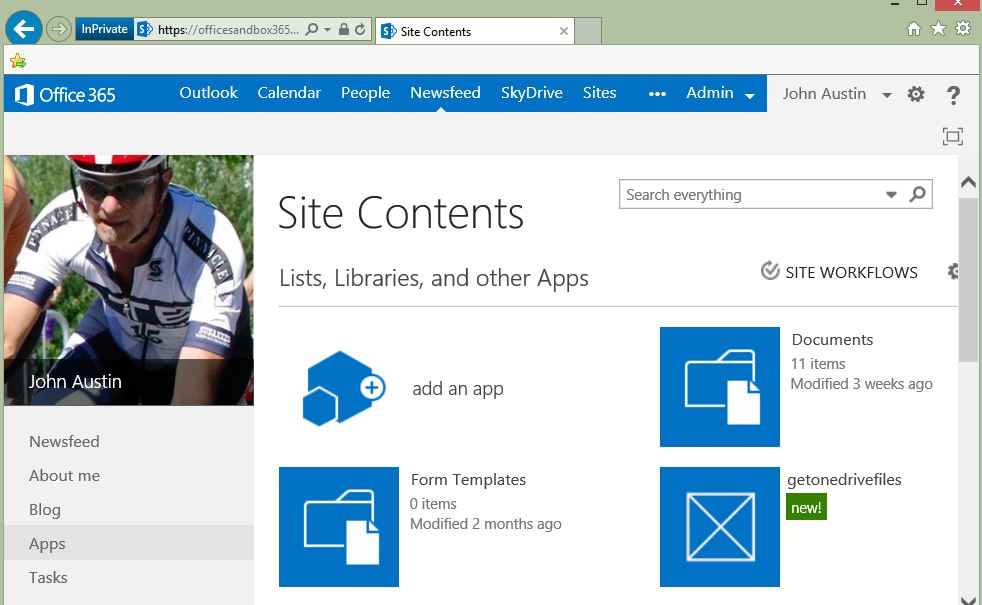 InPrivate https://officesandbox365... Site Contents
Office 365 Outlook Calendar People Newsfeed SkyDrive Sites ••• Admin John Austin ?
Search everything
Site Contents
Lists, Libraries, and other Apps
SITE WORKFLOWS
PINNACLE PINNACLE
John Austin
Newsfeed
About me
Blog
Apps
Tasks
add an app
Documents
11 items
Modified 3 weeks ago
Form Templates
0 items
Modified 2 months ago
getonedrivefiles
new!